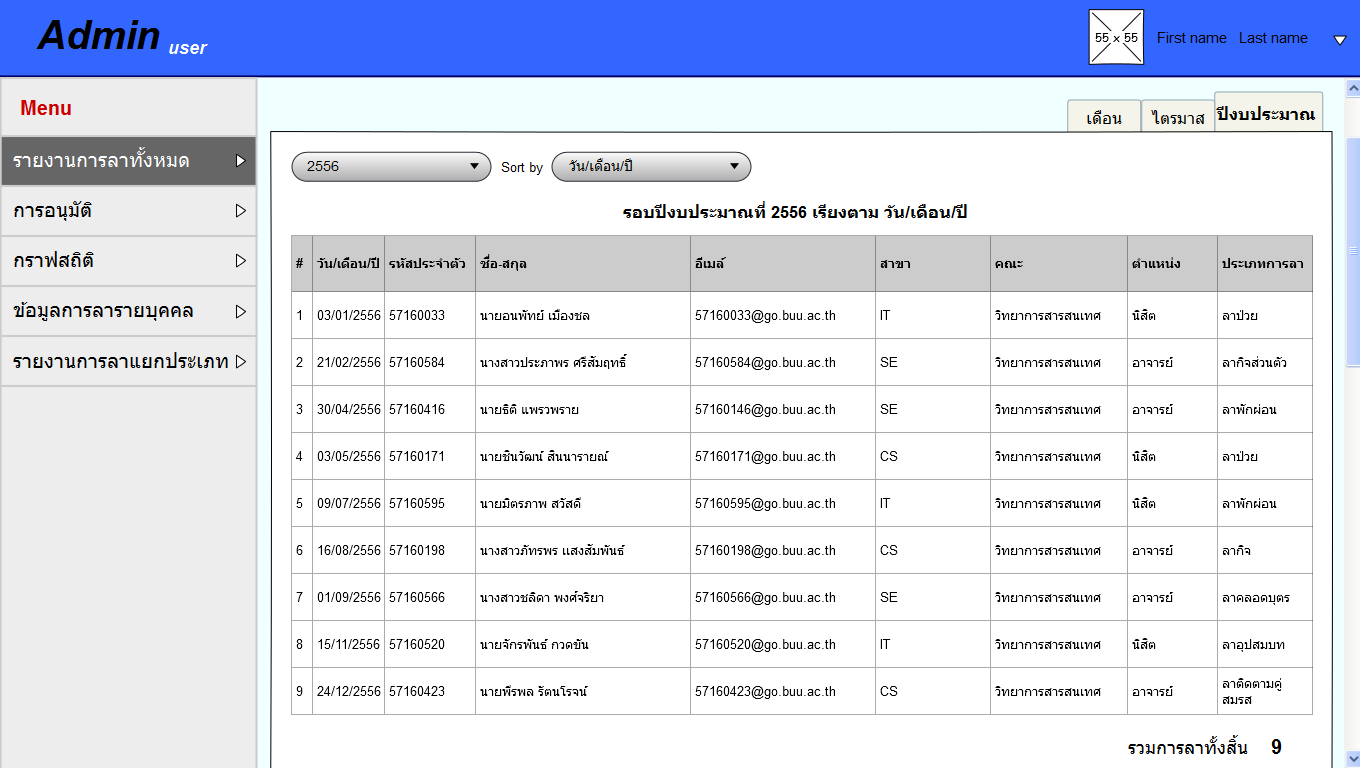 Admin user
55 x 55
First name Last name
Menu
รายงานการลาทั้งหมด
การอนุมัติ
กราฟสถิติ
ข้อมูลการลารายบุคคล
รายงานการลาแยกประเภท
เดือน ไตรมาส ปีงบประมาณ
2556 Sort by วัน/เดือน/ปี
รอบปีงบประมาณที่ 2556 เรียงตาม วัน/เดือน/ปี
# วัน/เดือน/ปี รหัสประจำตัว ชื่อ-สกุล อีเมล์ สาขา คณะ ตำแหน่ง ประเภทการลา
1 03/01/2556 57160033 นายอนพัทย์ เมืองชล 57160033@go.buu.ac.th IT วิทยาการสารสนเทศ นิสิต ลาป่วย
2 21/02/2556 57160584 นางสาวประภาพร ศรีสัมฤทธิ์ 57160584@go.buu.ac.th SE วิทยาการสารสนเทศ อาจารย์ ลากิจส่วนตัว
3 30/04/2556 57160416 นายธิติ แพรวพราย 57160146@go.buu.ac.th SE วิทยาการสารสนเทศ อาจารย์ ลาพักผ่อน
4 03/05/2556 57160171 นายชินวัฒน์ สินนารายณ์ 57160171@go.buu.ac.th CS วิทยาการสารสนเทศ นิสิต ลาป่วย
5 09/07/2556 57160595 นายมิตรภาพ สวัสดี 57160595@go.buu.ac.th IT วิทยาการสารสนเทศ นิสิต ลาพักผ่อน
6 16/08/2556 57160198 นางสาวภัทรพร แสงสัมพันธ์ 57160198@go.buu.ac.th CS วิทยาการสารสนเทศ อาจารย์ ลากิจ
7 01/09/2556 57160566 นางสาวชลิดา พงศ์จริยา 57160566@go.buu.ac.th SE วิทยาการสารสนเทศ อาจารย์ ลาคลอดบุตร
8 15/11/2556 57160520 นายจักรพันธ์ กวดขัน 57160520@go.buu.ac.th IT วิทยาการสารสนเทศ นิสิต ลาอุปสมบท
9 24/12/2556 57160423 นายพีรพล รัตนโรจน์ 57160423@go.buu.ac.th CS วิทยาการสารสนเทศ อาจารย์ ลาติดตามคู่
สมรส
รวมการลาทั้งสิ้น 9